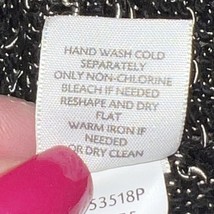 HAND WASH COLD
SEPARATELY
ONLY NON-CHLORINE
BLEACH IF NEEDED
RESHAPE AND DRY
FLAT
WARM IRON IF
NEEDED
OR DRY CLEAN
53518P